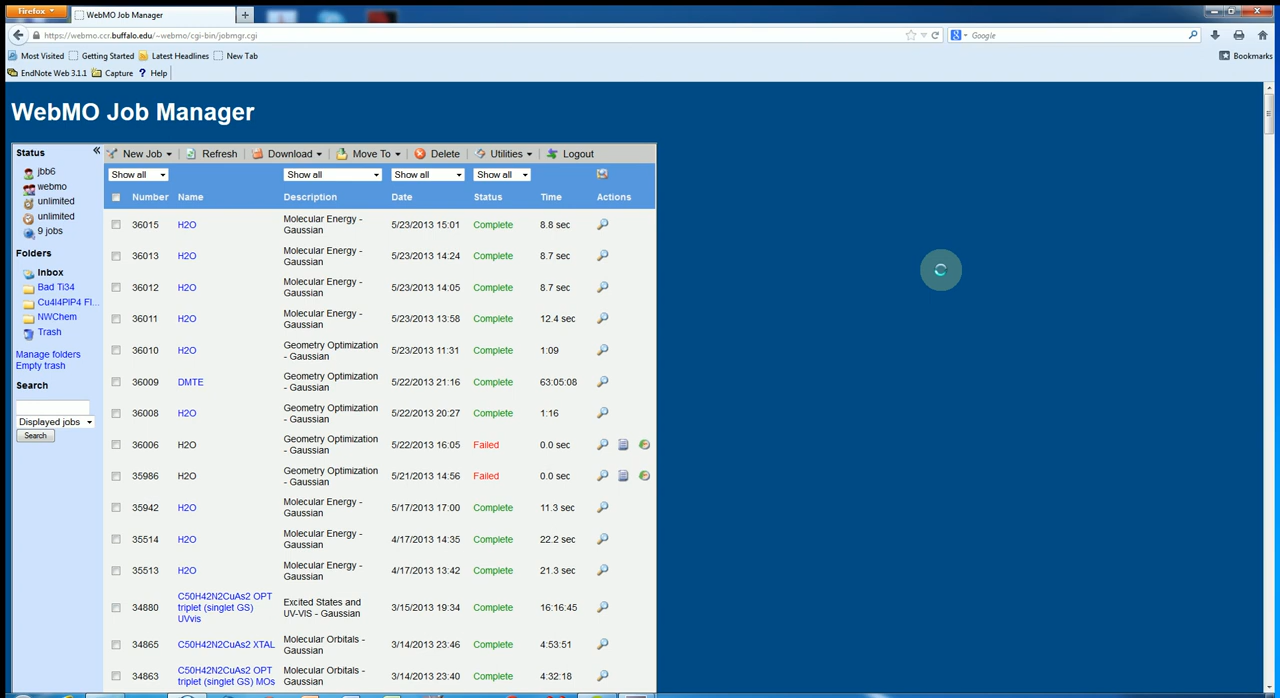 Firefox
WebMO Job Manager
https://webmo.ccr.buffalo.edu/~webmo/cgi-bin/jobmgr.cgi
Google
Most Visited Getting Started Latest Headlines New Tab
Bookmarks
EndNote Web 3.1.1 Capture ? Help
WebMO Job Manager
Status
jbb6
webmo
unlimited
unlimited
9 jobs
Folders
Inbox
Bad Ti34
Cu4I4PIP4 Fl...
NWChem
Trash
Manage folders
Empty trash
Search
Displayed jobs
Search
New Job Refresh Download Move To Delete Utilities Logout
Show all Show all Show all Show all
Number Name Description Date Status Time Actions
36015 H2O Molecular Energy - Gaussian 5/23/2013 15:01 Complete 8.8 sec
36013 H2O Molecular Energy - Gaussian 5/23/2013 14:24 Complete 8.7 sec
36012 H2O Molecular Energy - Gaussian 5/23/2013 14:05 Complete 8.7 sec
36011 H2O Molecular Energy - Gaussian 5/23/2013 13:58 Complete 12.4 sec
36010 H2O Geometry Optimization - Gaussian 5/23/2013 11:31 Complete 1:09
36009 DMTE Geometry Optimization - Gaussian 5/22/2013 21:16 Complete 63:05:08
36008 H2O Geometry Optimization - Gaussian 5/22/2013 20:27 Complete 1:16
36006 H2O Geometry Optimization - Gaussian 5/22/2013 16:05 Failed 0.0 sec
35986 H2O Geometry Optimization - Gaussian 5/21/2013 14:56 Failed 0.0 sec
35942 H2O Molecular Energy - Gaussian 5/17/2013 17:00 Complete 11.3 sec
35514 H2O Molecular Energy - Gaussian 4/17/2013 14:35 Complete 22.2 sec
35513 H2O Molecular Energy - Gaussian 4/17/2013 13:42 Complete 21.3 sec
34880 C50H42N2CuAs2 OPT triplet (singlet GS) UVvis Excited States and UV-VIS - Gaussian 3/15/2013 19:34 Complete 16:16:45
34865 C50H42N2CuAs2 XTAL Molecular Orbitals - Gaussian 3/14/2013 23:46 Complete 4:53:51
34863 C50H42N2CuAs2 OPT triplet (singlet GS) MOs Molecular Orbitals - Gaussian 3/14/2013 23:40 Complete 4:32:18